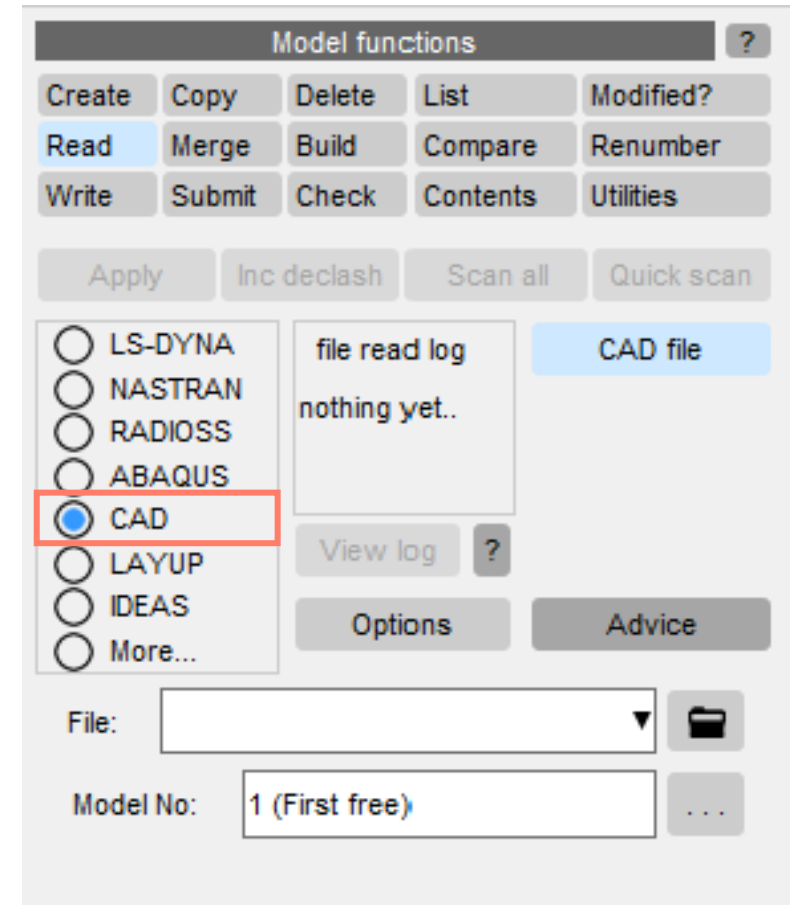 Model functions ?
Create Copy Delete List Modified?
Read Merge Build Compare Renumber
Write Submit Check Contents Utilities
Apply Inc declash Scan all Quick scan
LS-DYNA
NASTRAN
RADIOSS
ABAQUS
CAD
LAYUP
IDEAS
More...
file read log
nothing yet..
CAD file
View log ?
Options Advice
File:
Model No: 1 (First free) ...